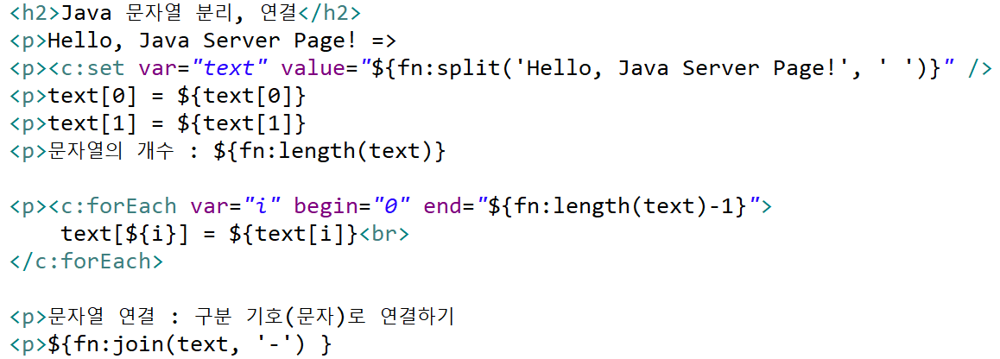 <h2>Java 문자열 분리, 연결</h2>
<p>Hello, Java Server Page! =>
<p><c:set var="text" value="${fn:split('Hello, Java Server Page!', ' ')}" />
<p>text[0] = ${text[0]}
<p>text[1] = ${text[1]}
<p>문자열의 개수 : ${fn:length(text)}
<p><c:forEach var="i" begin="0" end="${fn:length(text)-1}">
text[${i}] = ${text[i]}<br>
</c:forEach>
<p>문자열 연결 : 구분 기호(문자)로 연결하기
<p>${fn:join(text, '-') }